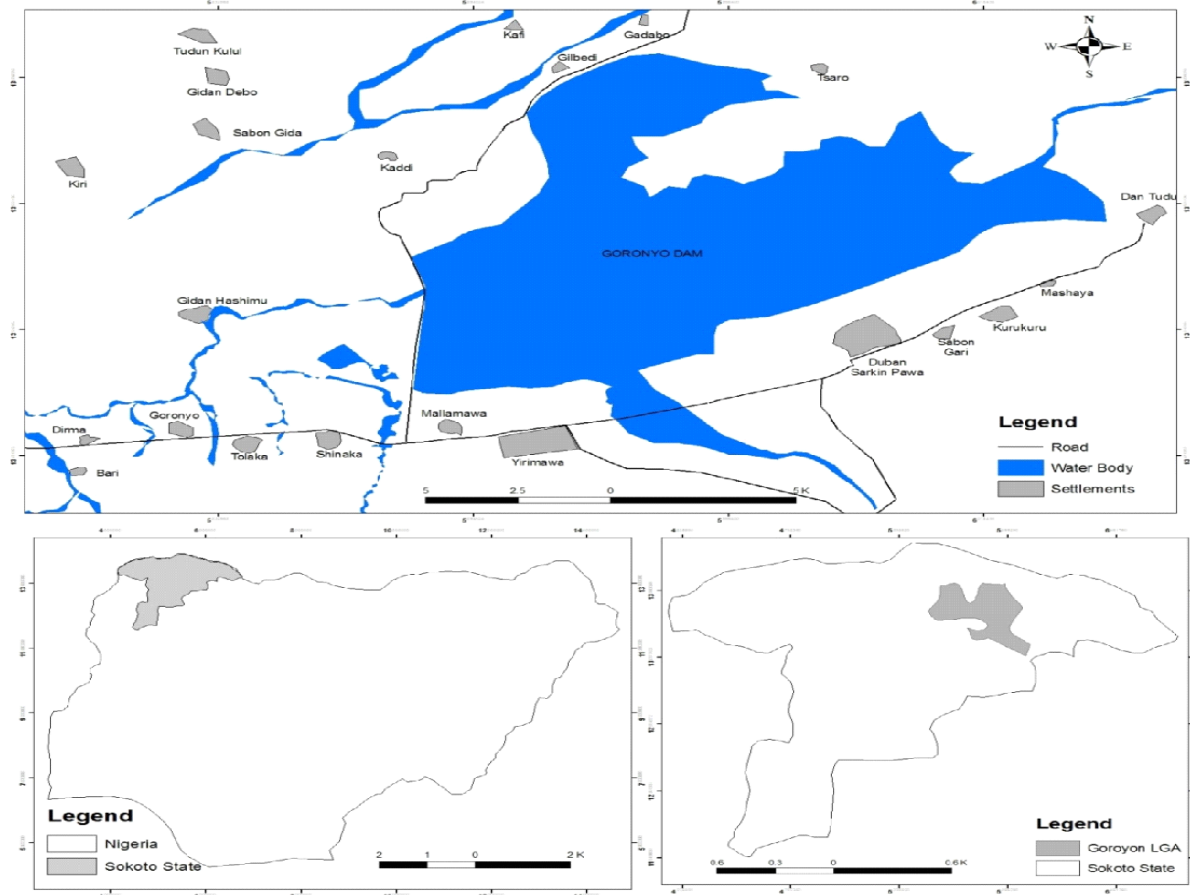 Kafi
Gadabo
N
Tudun Kulul
W
E
Gilbedi
S
Tsaro
Gidan Debo
Sabon Gida
Kaddi
Kiri
Dan Tudu
GORONYO DAM
Mashaya
Gidan Hashimu
Kurukuru
Sabon
Gari
Duban
Sarkin Pawa
Mallamawa
Goronyo
Dirma
Legend
Road
Tolaka
Shinaka
Yirimawa
Bari
Water Body
Settlements
5
2.5
0
5 K
Legend
Nigeria
Sokoto State
2
1
0
2 K
Legend
Goroyon LGA
Sokoto State
0.6
0.3
0
0.6 K